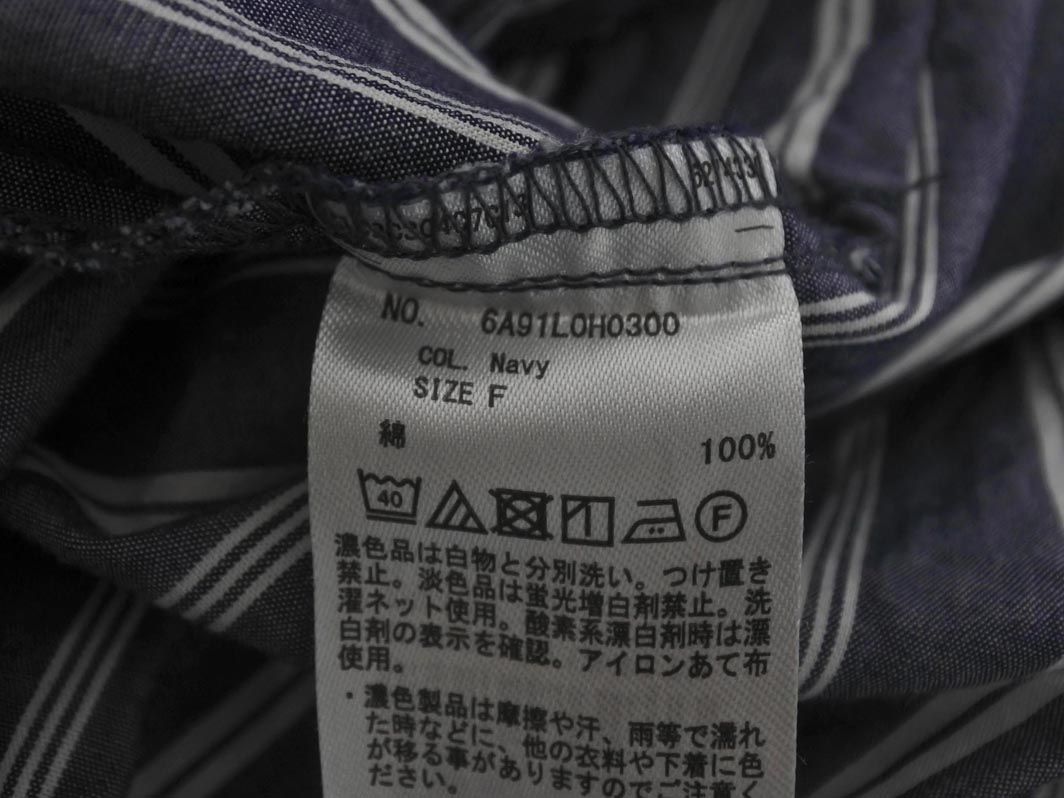 NO. 6A91L0H0300
COL. Navy
SIZE F
綿 100%
40
F
濃色品は白物と分別洗い。つけ置き
禁止。淡色品は蛍光増白剤禁止。洗
濯ネット使用。酸素系漂白剤時は漂
白剤の表示を確認。アイロンあて布
使用。
・濃色製品は摩擦や汗、雨等で濡れ
た時などに、他の衣料や下着に色
が移る事がありますのでご注意く
ださい。